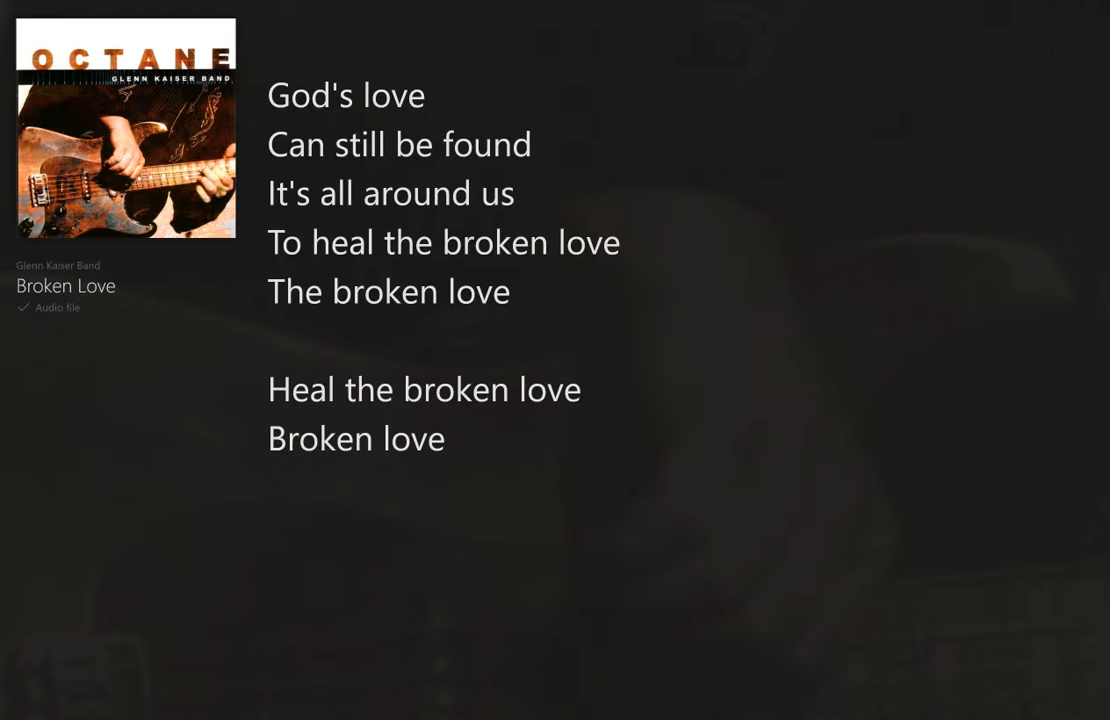 OCTANE
GLENN KAISER BAND
Glenn Kaiser Band
Broken Love
Audio file
God's love
Can still be found
It's all around us
To heal the broken love
The broken love
Heal the broken love
Broken love